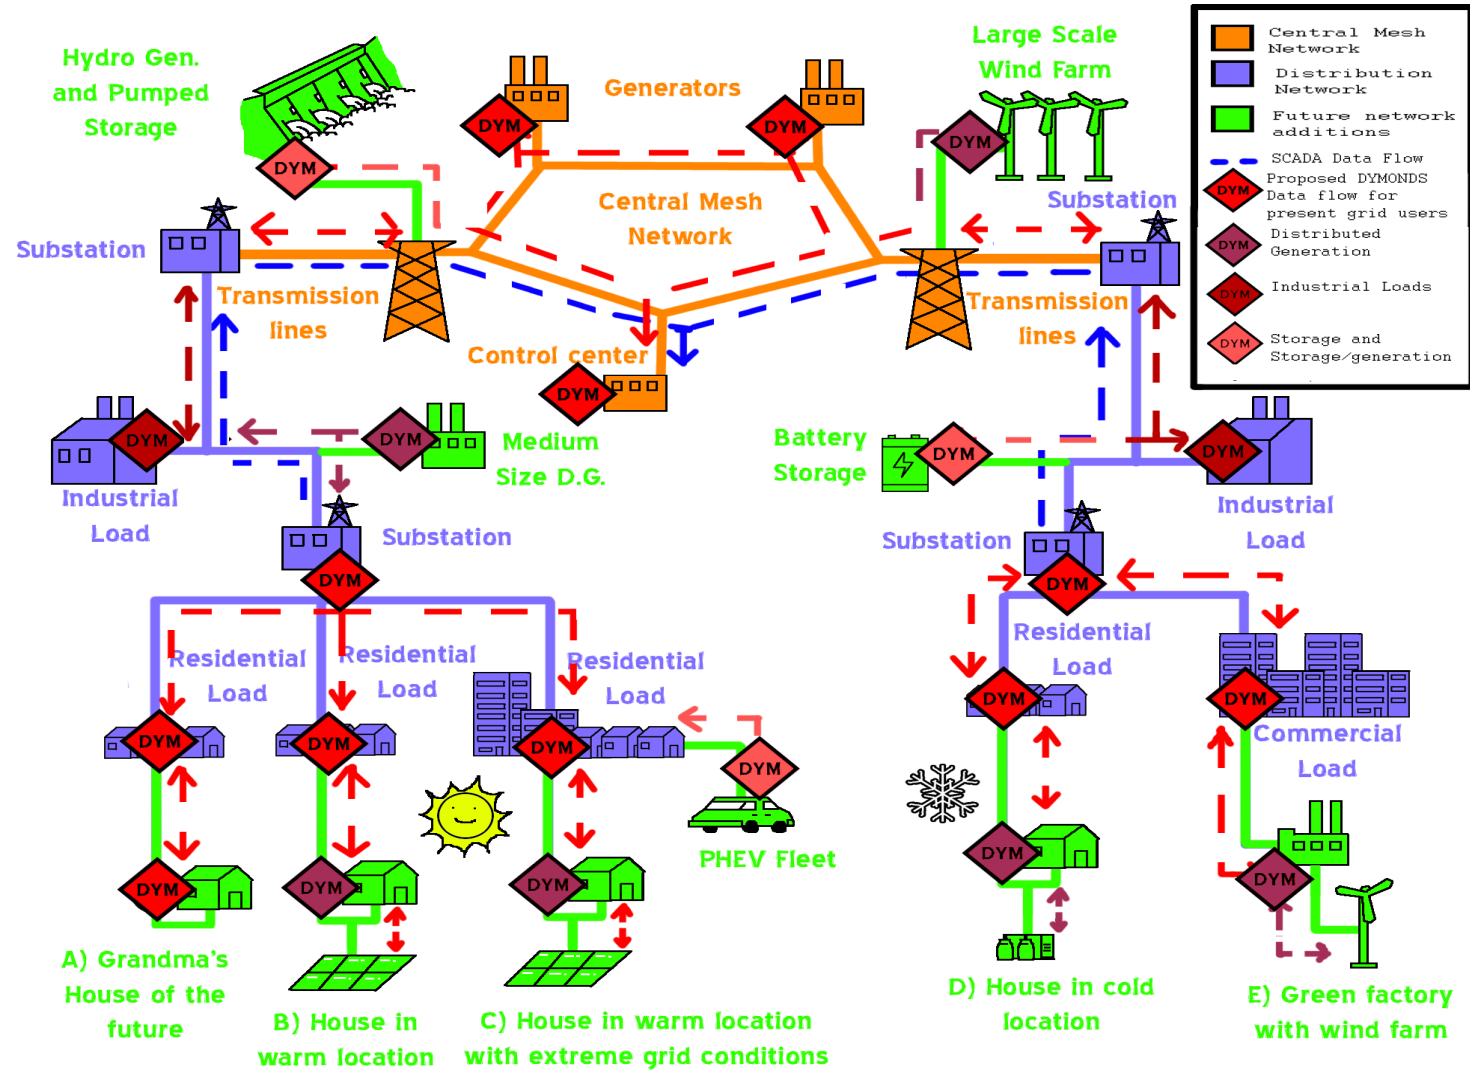 Hydro Gen.
and Pumped
Storage
DYM
Generators
DYM
DYM
Large Scale
Wind Farm
DYM
Central Mesh
Network
Distribution
Network
Future network
additions
SCADA Data Flow
DYM
Proposed DYMONDS
Data flow for
present grid users
DYM
Distributed
Generation
DYM
Industrial Loads
DYM
Storage and
Storage/generation
Substation
Central Mesh
Network
Substation
Transmission
lines
Transmission
lines
Control center
DYM
DYM
Industrial
Load
DYM
Medium
Size D.G.
Battery
Storage
DYM
DYM
Industrial
Load
Substation
DYM
Substation
DYM
Residential
Load
Residential
Load
Residential
Load
Residential
Load
DYM
DYM
DYM
DYM
PHEV Fleet
DYM
DYM
Commercial
Load
DYM
DYM
DYM
DYM
DYM
A) Grandma's
House of the
future
B) House in
warm location
C) House in warm location
with extreme grid conditions
D) House in cold
location
E) Green factory
with wind farm